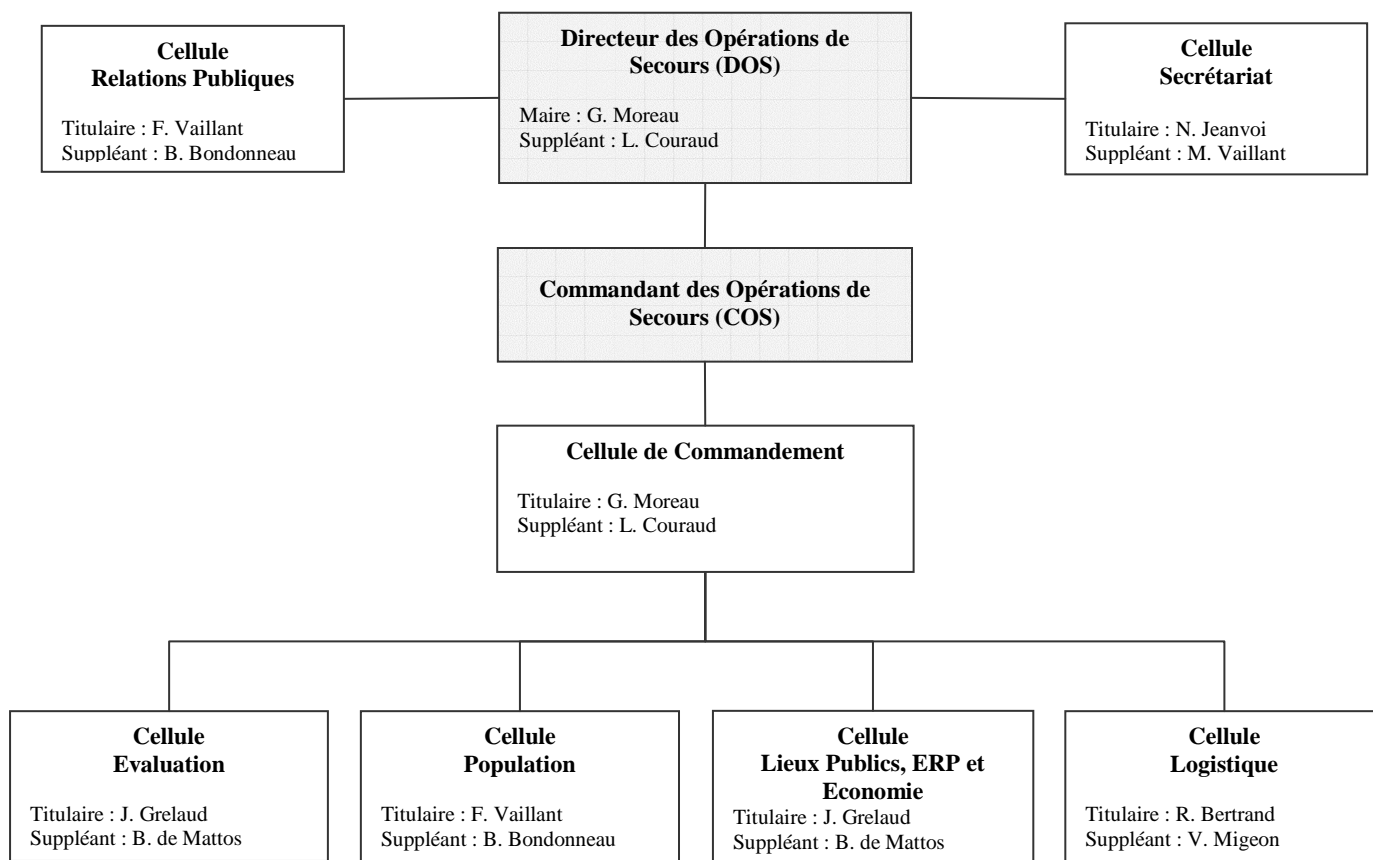 Cellule
Relations Publiques
Titulaire : F. Vaillant
Suppléant : B. Bondonneau
Directeur des Opérations de
Secours (DOS)
Maire : G. Moreau
Suppléant : L. Couraud
Cellule
Secrétariat
Titulaire : N. Jeanvoi
Suppléant : M. Vaillant
Commandant des Opérations de
Secours (COS)
Cellule de Commandement
Titulaire : G. Moreau
Suppléant : L. Couraud
Cellule
Evaluation
Titulaire : J. Grelaud
Suppléant : B. de Mattos
Cellule
Population
Titulaire : F. Vaillant
Suppléant : B. Bondonneau
Cellule
Lieux Publics, ERP et
Economie
Titulaire : J. Grelaud
Suppléant : B. de Mattos
Cellule
Logistique
Titulaire : R. Bertrand
Suppléant : V. Migeon